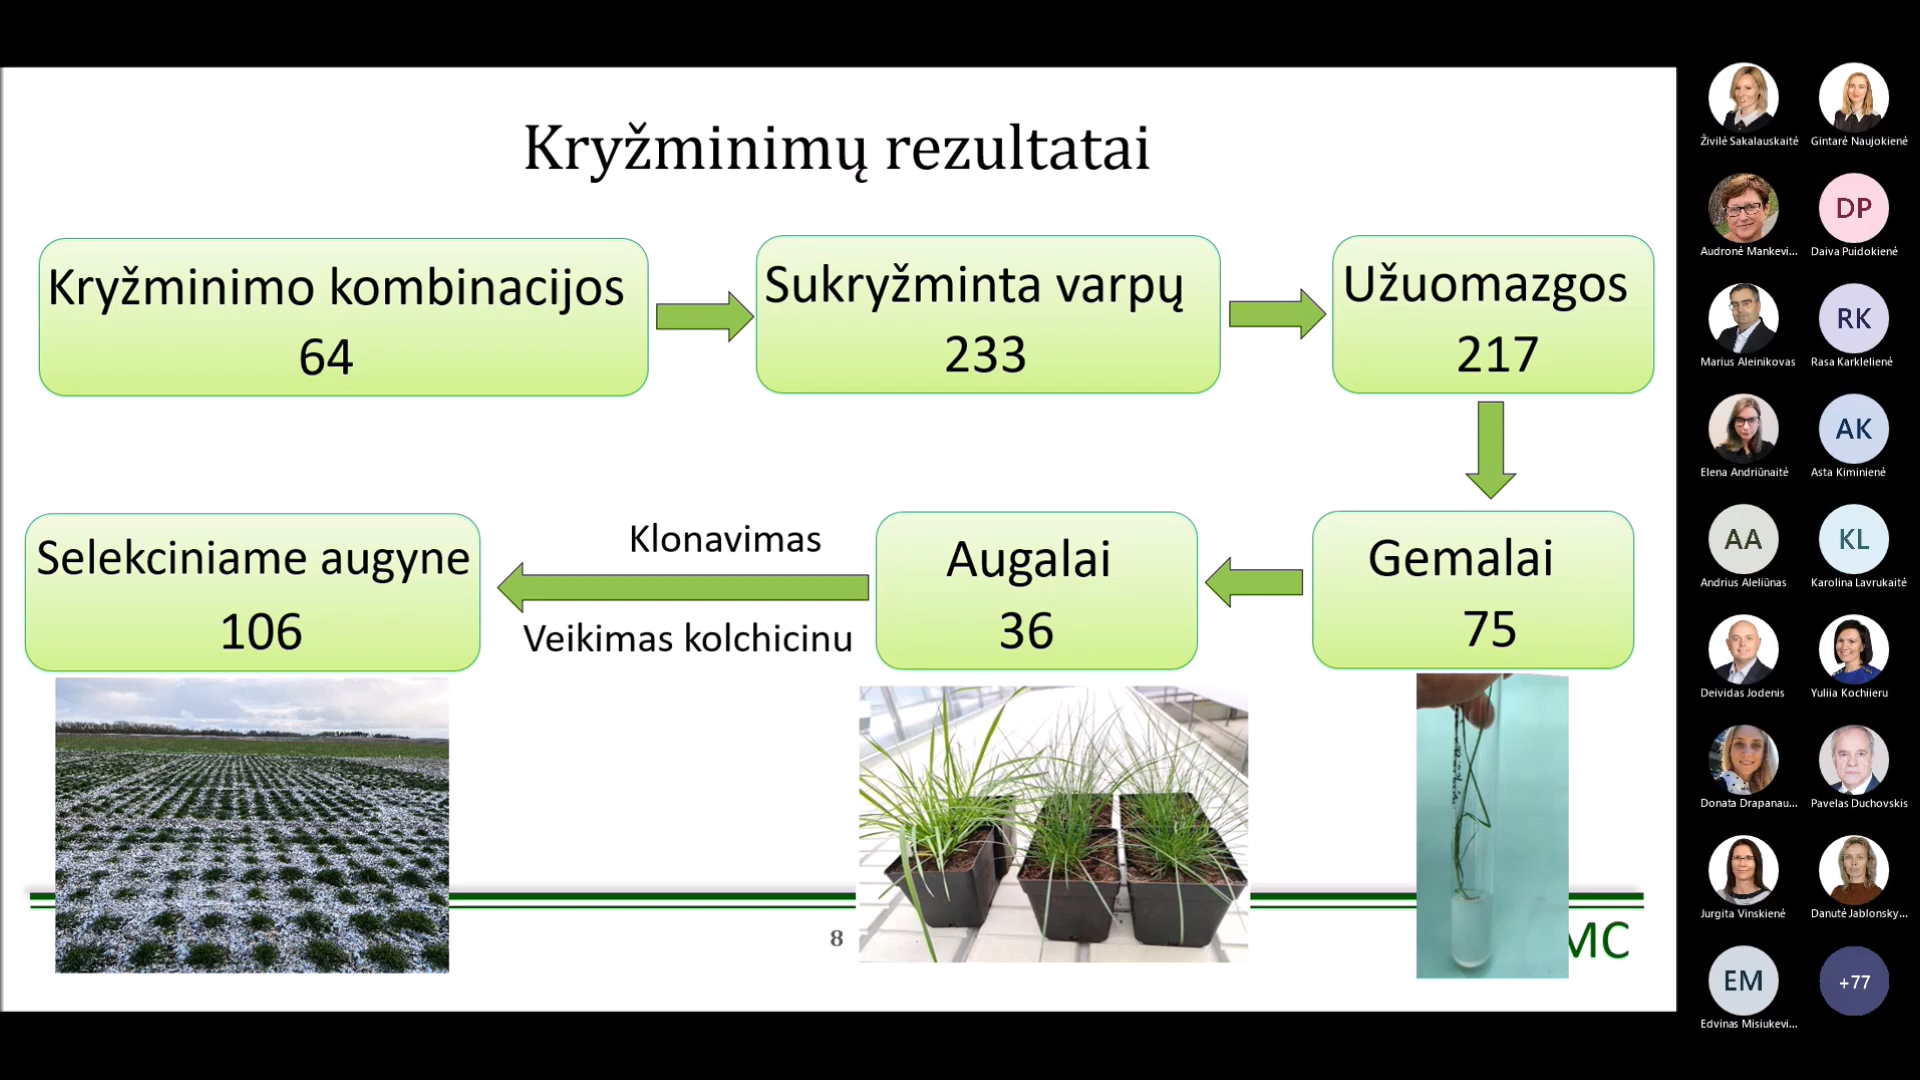 Kryžminimų rezultatai
Kryžminimo kombinacijos
64
Sukryžminta varpų
233
Užuomazgos
217
Selekciniame augyne
106
Klonavimas
Veikimas kolchicinu
Augalai
36
Gemalai
75
8
MC
Živilė Sakalauskaitė
Gintarė Naujokienė
Audronė Mankevi...
DP
Daiva Puidokienė
Marius Aleinikovas
RK
Rasa Karklelienė
Elena Andriūnaitė
AK
Asta Kiminienė
AA
Andrius Aleliūnas
KL
Karolina Lavrukaitė
Deividas Jodenis
Yuliia Kochiieru
Donata Drapanau...
Pavelas Duchovskis
Jurgita Vinskienė
Danutė Jablonsky...
EM
Edvinas Misiukevi...
+77